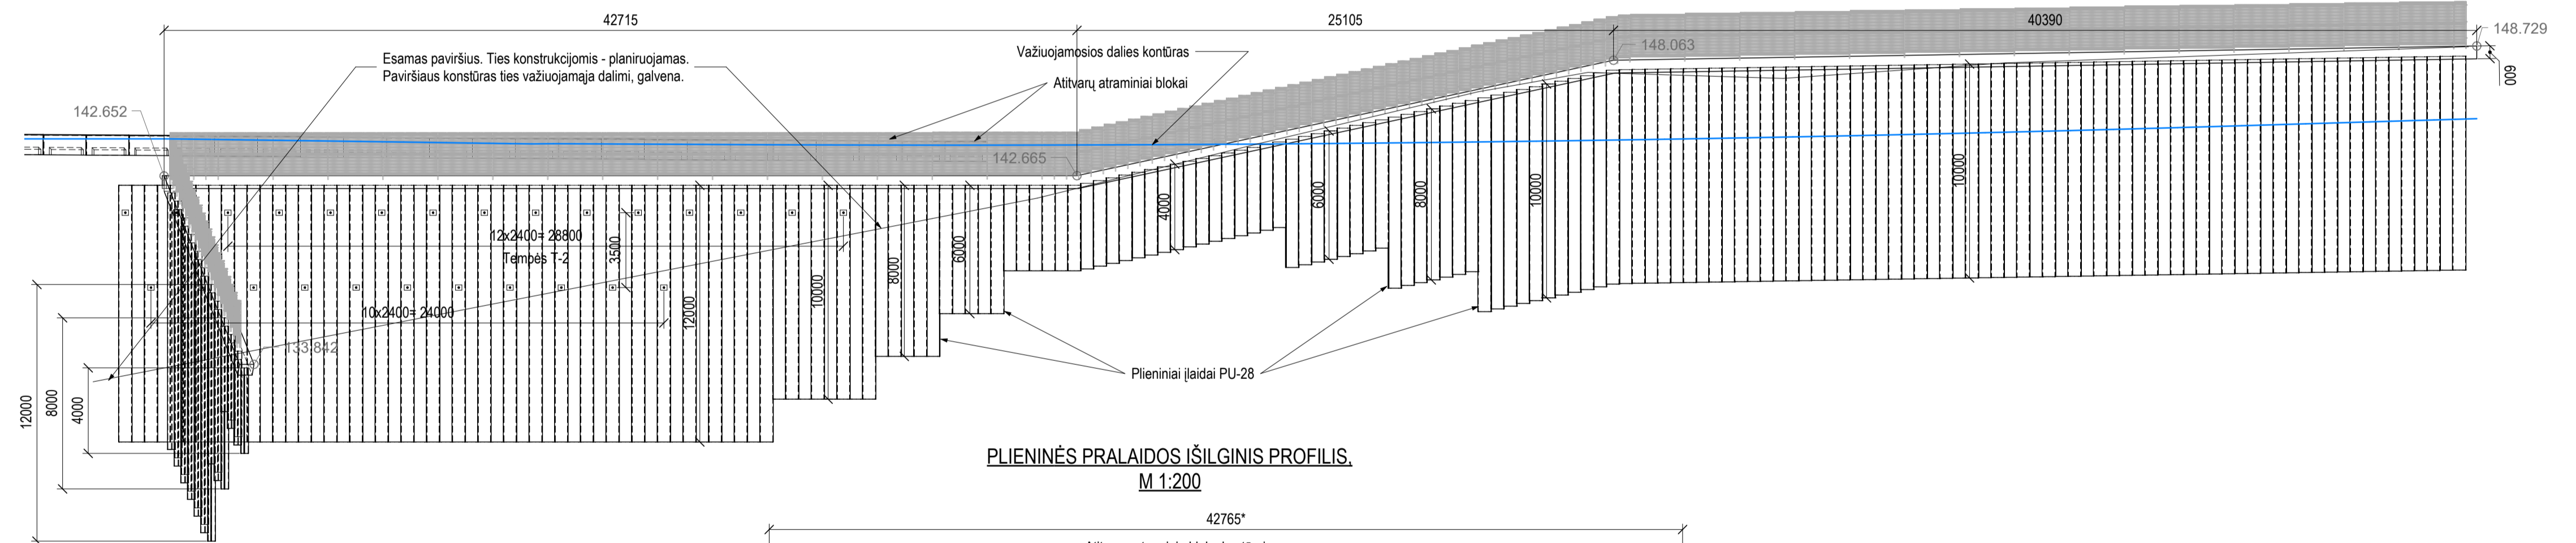 42715
25105
40390
148.729
148.063
600
Esamas paviršius. Ties konstrukcijomis - planiruojamas.
Paviršiaus konstūras ties važiuojamąja dalimi, galvena.
Važiuojamosios dalies kontūras
Atitvarų atraminiai blokai
142.652
142.665
12x2400= 28800
Tempės T-2
3500
10x2400= 24000
133.842
12000
8000
4000
12000
10000
8000
6000
4000
6000
8000
10000
10000
Plieniniai įlaidai PU-28
PLIENINĖS PRALAIDOS IŠILGINIS PROFILIS,
M 1:200
42765*